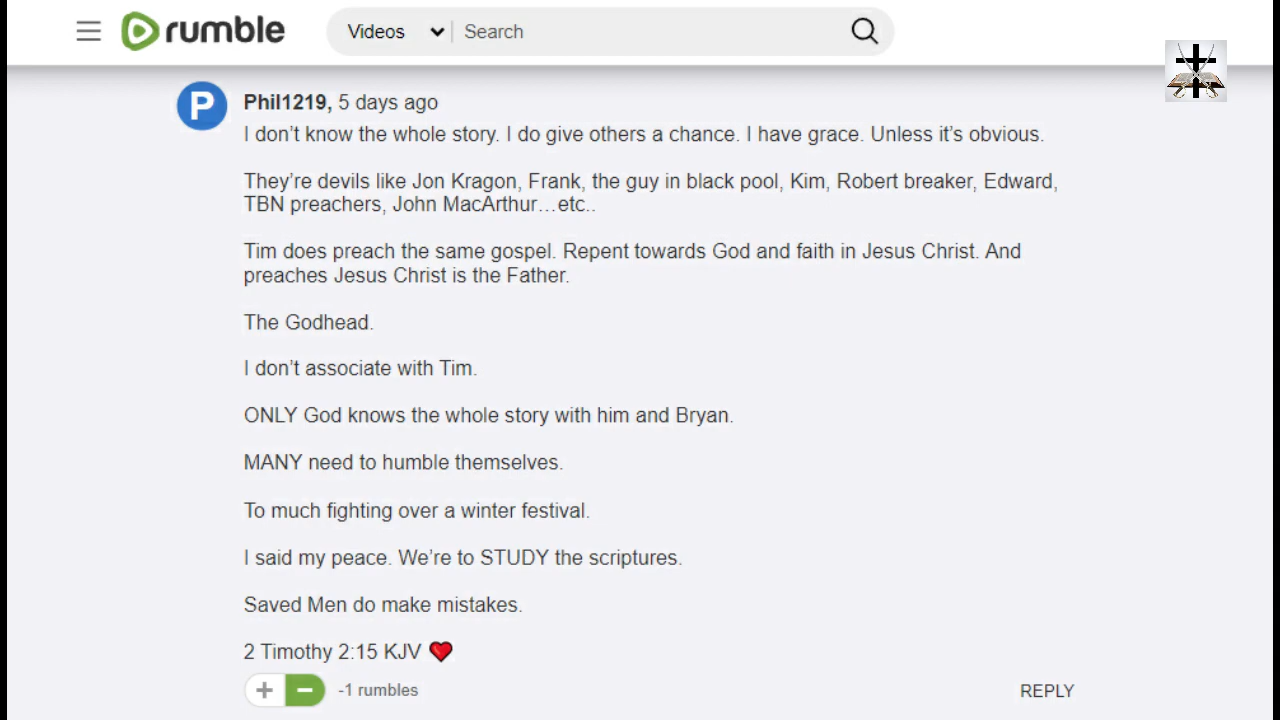 rumble
Videos
Search
P
Phil1219, 5 days ago
I don't know the whole story. I do give others a chance. I have grace. Unless it's obvious.
They're devils like Jon Kragon, Frank, the guy in black pool, Kim, Robert breaker, Edward,
TBN preachers, John MacArthur…etc..
Tim does preach the same gospel. Repent towards God and faith in Jesus Christ. And
preaches Jesus Christ is the Father.
The Godhead.
I don't associate with Tim.
ONLY God knows the whole story with him and Bryan.
MANY need to humble themselves.
To much fighting over a winter festival.
I said my peace. We're to STUDY the scriptures.
Saved Men do make mistakes.
2 Timothy 2:15 KJV ❤️
-1 rumbles
REPLY